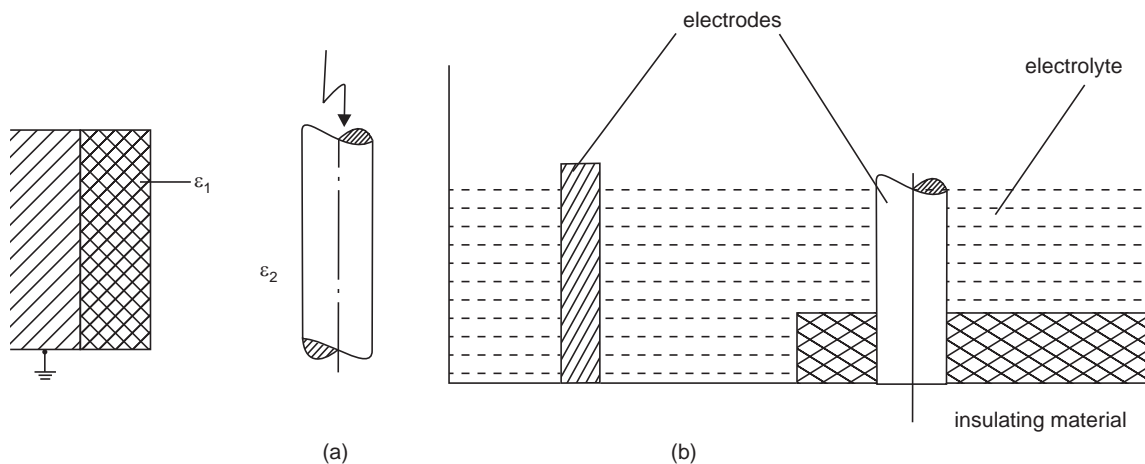 electrodes
electrolyte
ε1
ε2
insulating material
(a)
(b)